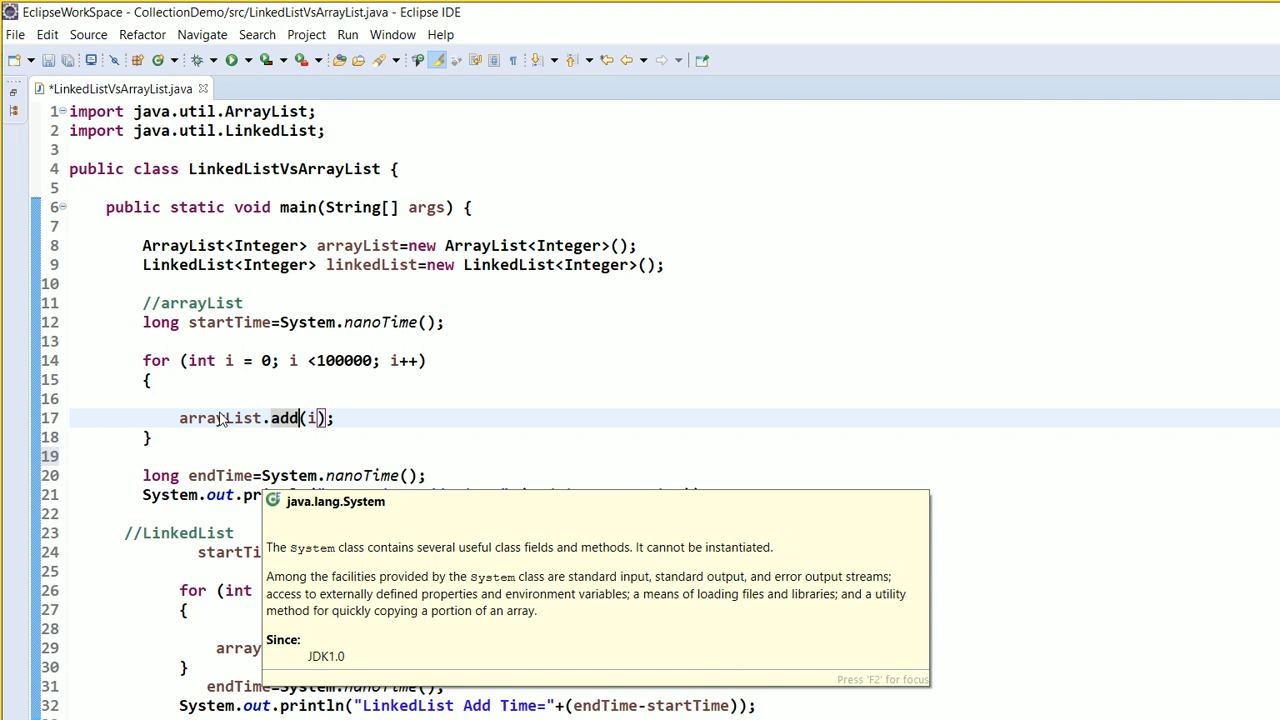 EclipseWorkSpace - CollectionDemo/src/LinkedListVsArrayList.java - Eclipse IDE
File Edit Source Refactor Navigate Search Project Run Window Help
*LinkedListVsArrayList.java
1 import java.util.ArrayList;
2 import java.util.LinkedList;
3
4 public class LinkedListVsArrayList {
5
6 public static void main(String[] args) {
7
8 ArrayList<Integer> arrayList=new ArrayList<Integer>();
9 LinkedList<Integer> linkedList=new LinkedList<Integer>();
10
11 //arrayList
12 long startTime=System.nanoTime();
13
14 for (int i = 0; i <100000; i++)
15 {
16
17 arrayList.add(i);
18 }
19
20 long endTime=System.nanoTime();
21 System.out.pr
22
23 //LinkedList
24 startTi
25
26 for (int
27 {
28
29 array
30 }
31 endTime=System.nanoTime();
32 System.out.println("LinkedList Add Time="+(endTime-startTime));
java.lang.System
The System class contains several useful class fields and methods. It cannot be instantiated.
Among the facilities provided by the System class are standard input, standard output, and error output streams;
access to externally defined properties and environment variables; a means of loading files and libraries; and a utility
method for quickly copying a portion of an array.
Since:
JDK1.0
Press 'F2' for focus